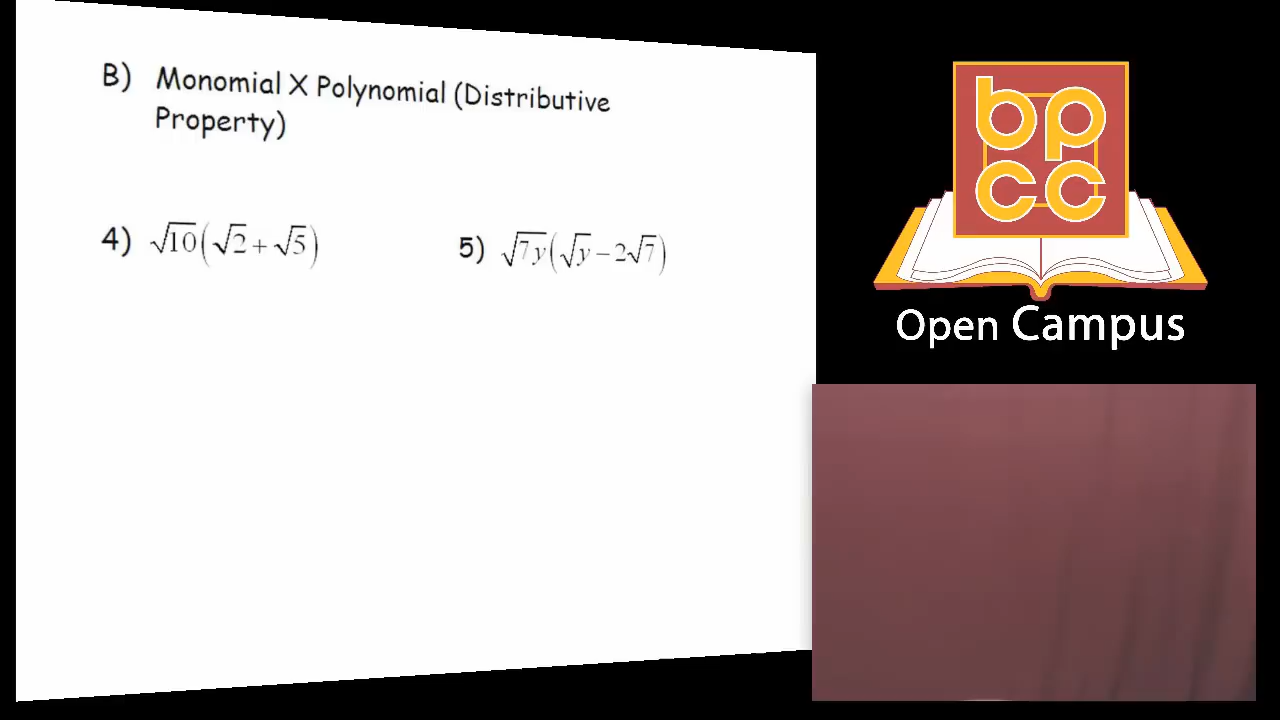 B) Monomial X Polynomial (Distributive
Property)
4) √10(√2 + √5)
5) √7y(√y − 2√7)
bp
cc
Open Campus